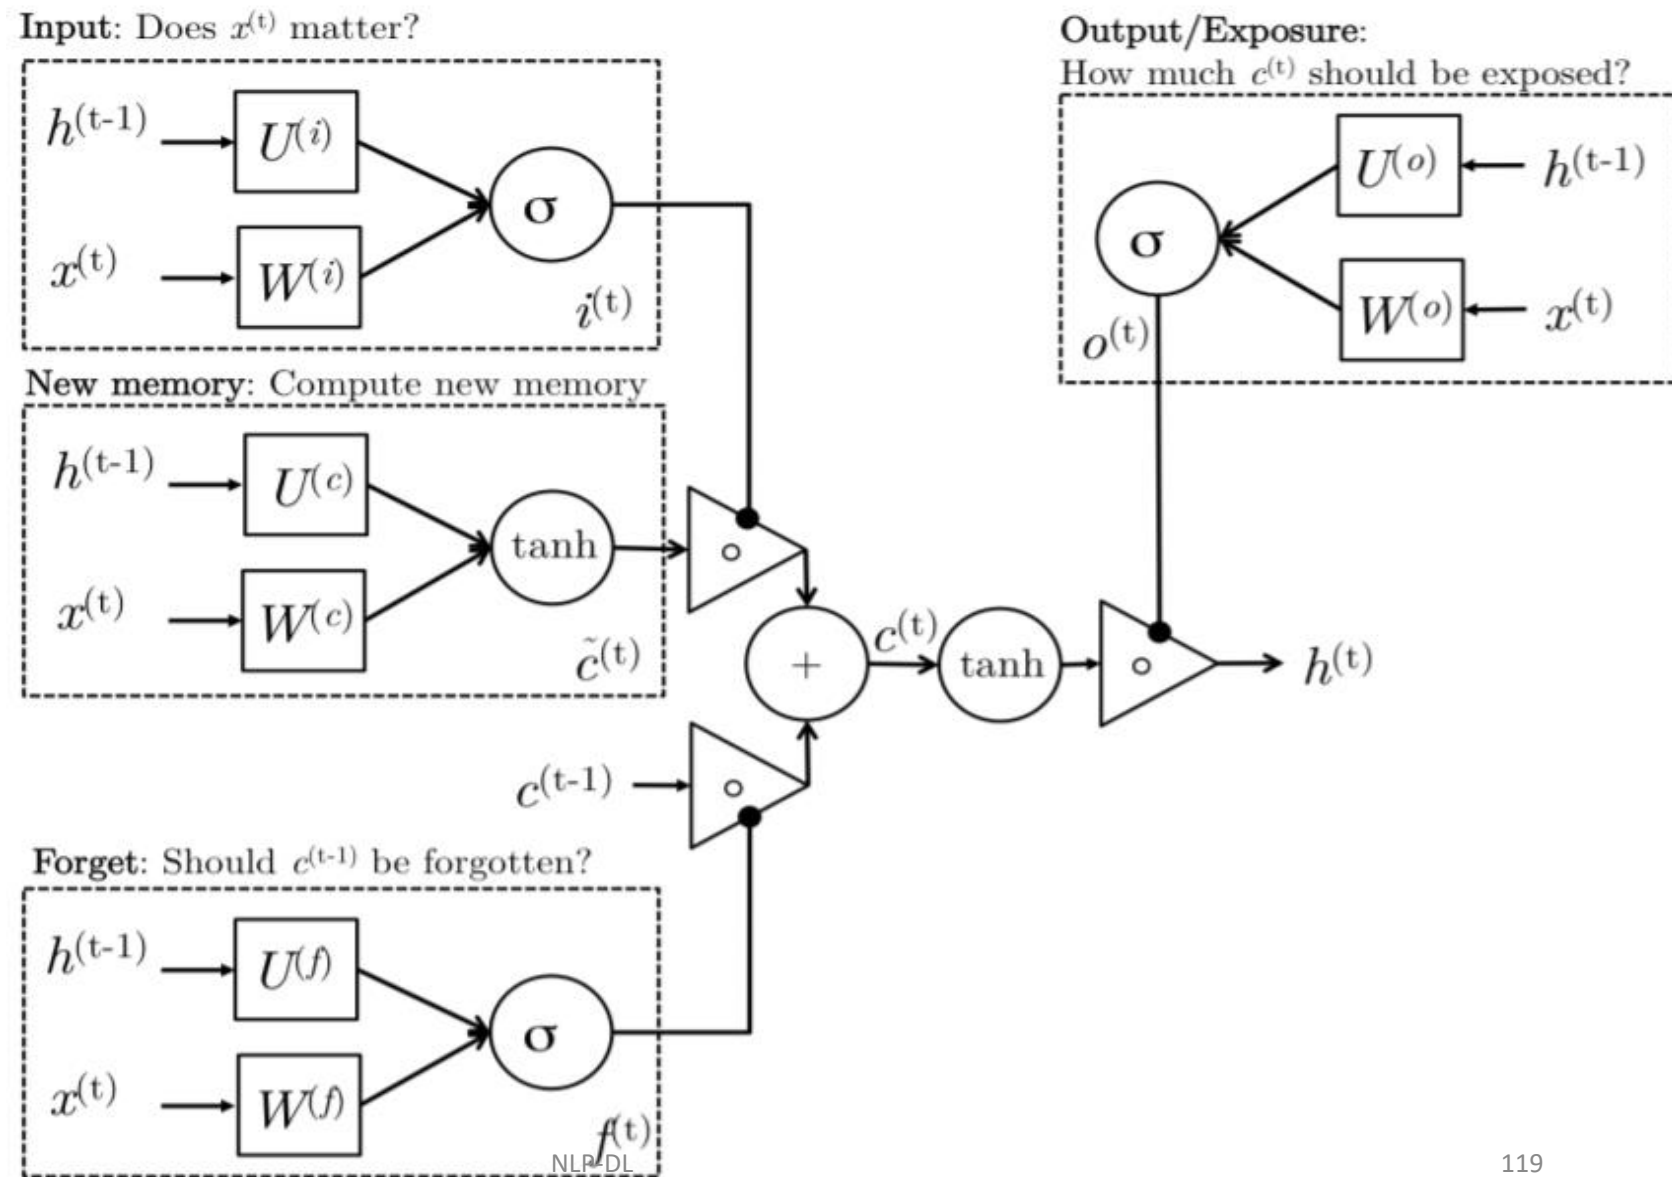 Input: Does x^(t) matter?
h^(t-1)
U^(i)
σ
x^(t)
W^(i)
i^(t)
New memory: Compute new memory
h^(t-1)
U^(c)
tanh
x^(t)
W^(c)
c̃^(t)
∘
+
c^(t)
tanh
∘
h^(t)
c^(t-1)
∘
Forget: Should c^(t-1) be forgotten?
h^(t-1)
U^(f)
σ
x^(t)
W^(f)
f^(t)
Output/Exposure:
How much c^(t) should be exposed?
U^(o)
h^(t-1)
σ
W^(o)
x^(t)
o^(t)
NLP-DL
119